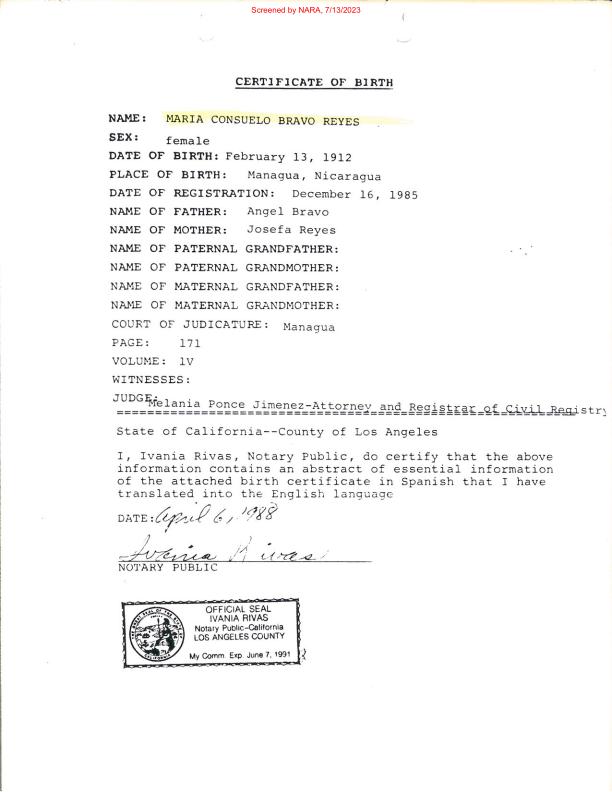 Screened by NARA, 7/13/2023
CERTIFICATE OF BIRTH
NAME: MARIA CONSUELO BRAVO REYES
SEX: female
DATE OF BIRTH: February 13, 1912
PLACE OF BIRTH: Managua, Nicaragua
DATE OF REGISTRATION: December 16, 1985
NAME OF FATHER: Angel Bravo
NAME OF MOTHER: Josefa Reyes
NAME OF PATERNAL GRANDFATHER:
NAME OF PATERNAL GRANDMOTHER:
NAME OF MATERNAL GRANDFATHER:
NAME OF MATERNAL GRANDMOTHER:
COURT OF JUDICATURE: Managua
PAGE: 171
VOLUME: 1V
WITNESSES:
JUDGE: Melania Ponce Jimenez-Attorney and Registrar of Civil Registry
State of California--County of Los Angeles
I, Ivania Rivas, Notary Public, do certify that the above
information contains an abstract of essential information
of the attached birth certificate in Spanish that I have
translated into the English language
DATE: April 6, 1988
Ivania Rivas
NOTARY PUBLIC
OFFICIAL SEAL
IVANIA RIVAS
Notary Public-California
LOS ANGELES COUNTY
My Comm. Exp. June 7, 1991